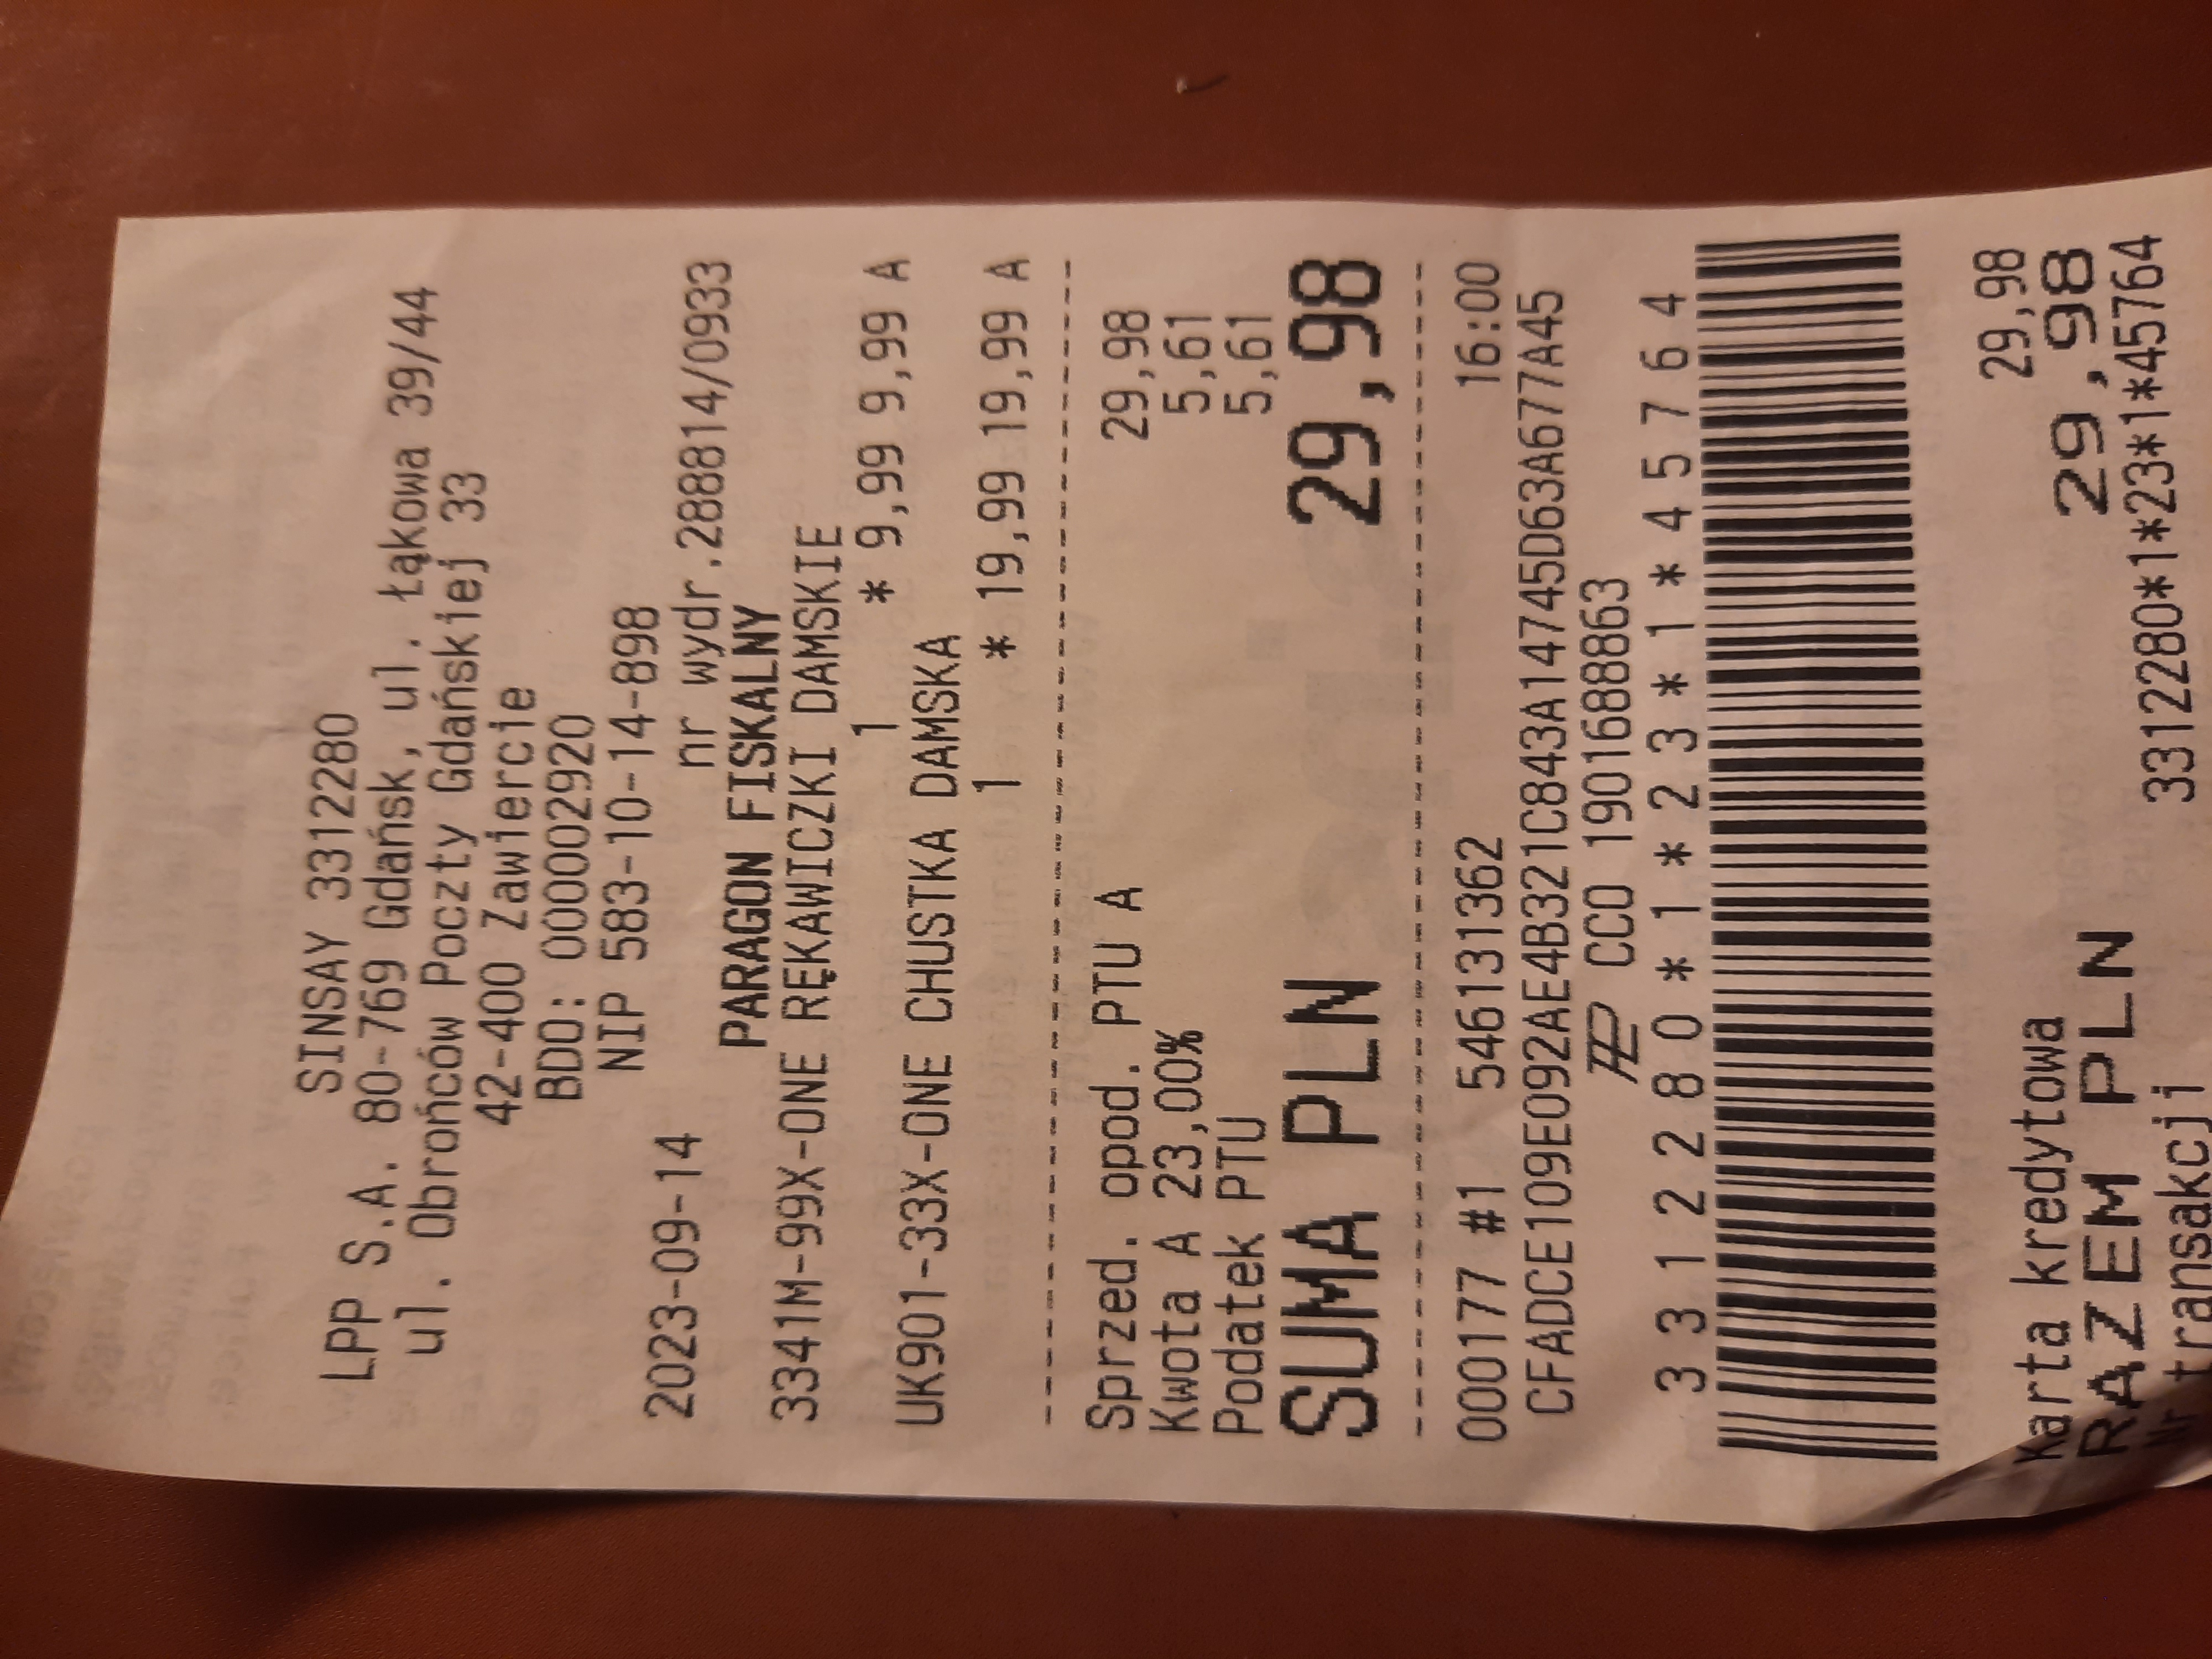 SINSAY 3312280
LPP S.A. 80-769 Gdańsk, ul. Łąkowa 39/44
ul. Obrońców Poczty Gdańskiej 33
42-400 Zawiercie
BDO: 000002920
NIP 583-10-14-898
2023-09-14 nr wydr.288814/0933
PARAGON FISKALNY
3341M-99X-ONE RĘKAWICZKI DAMSKIE
1 * 9,99 9,99 A
UK901-33X-ONE CHUSTKA DAMSKA
1 * 19,99 19,99 A
Sprzed. opod. PTU A 29,98
Kwota A 23,00% 5,61
Podatek PTU 5,61
SUMA PLN 29,98
000177 #1 546131362 16:00
CFADCE109E092AE4B321C843A14745D63A677A45
CCO 1901688863
3312280*1*23*1*45764
Karta kredytowa 29,98
RAZEM PLN 29,98
Nr transakcji 3312280*1*23*1*45764